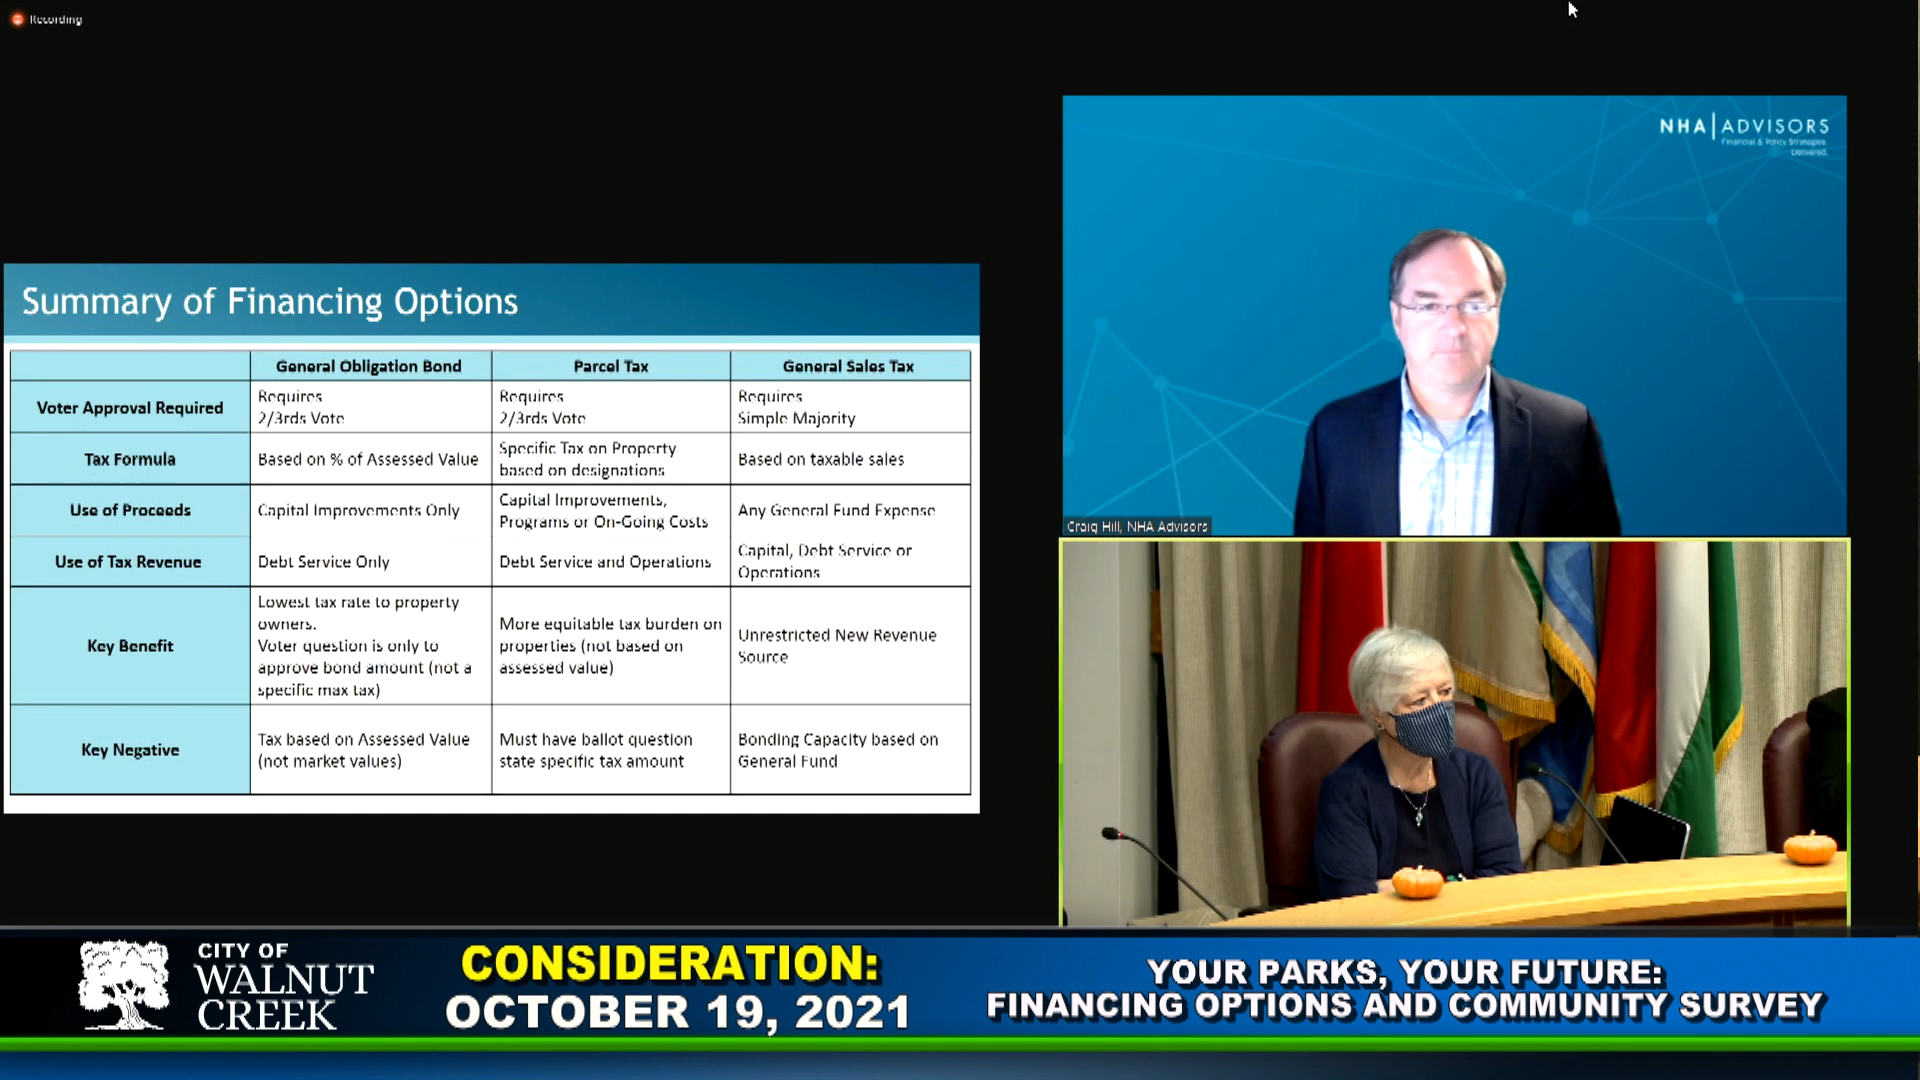 Recording
Summary of Financing Options
General Obligation Bond
Parcel Tax
General Sales Tax
Voter Approval Required
Requires
2/3rds Vote
Requires
2/3rds Vote
Requires
Simple Majority
Tax Formula
Based on % of Assessed Value
Specific Tax on Property
based on designations
Based on taxable sales
Use of Proceeds
Capital Improvements Only
Capital Improvements,
Programs or On-Going Costs
Any General Fund Expense
Use of Tax Revenue
Debt Service Only
Debt Service and Operations
Capital, Debt Service or
Operations
Key Benefit
Lowest tax rate to property
owners.
Voter question is only to
approve bond amount (not a
specific max tax)
More equitable tax burden on
properties (not based on
assessed value)
Unrestricted New Revenue
Source
Key Negative
Tax based on Assessed Value
(not market values)
Must have ballot question
state specific tax amount
Bonding Capacity based on
General Fund
NHA | ADVISORS
Financial & Policy Strategies.
Delivered.
Craig Hill, NHA Advisors
CITY OF
WALNUT
CREEK
CONSIDERATION:
OCTOBER 19, 2021
YOUR PARKS, YOUR FUTURE:
FINANCING OPTIONS AND COMMUNITY SURVEY